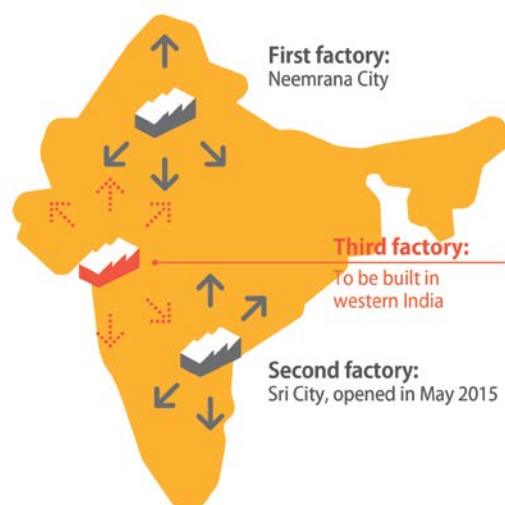 First factory:
Neemrana City
Third factory:
To be built in
western India
Second factory:
Sri City, opened in May 2015